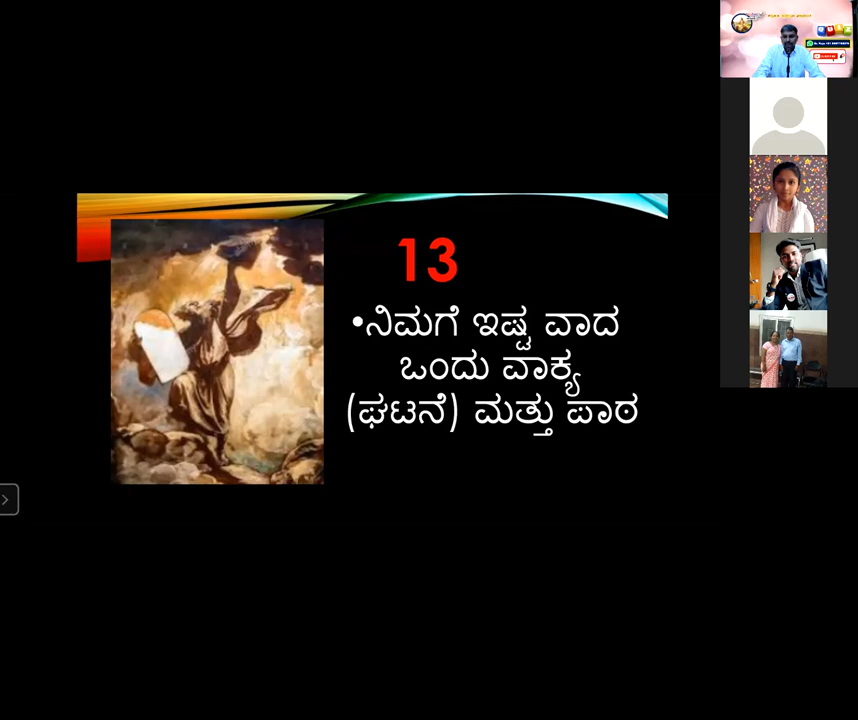 13
•ನಿಮಗೆ ಇಷ್ಟ ವಾದ
ಒಂದು ವಾಕ್ಯ
(ಘಟನೆ) ಮತ್ತು ಪಾಠ